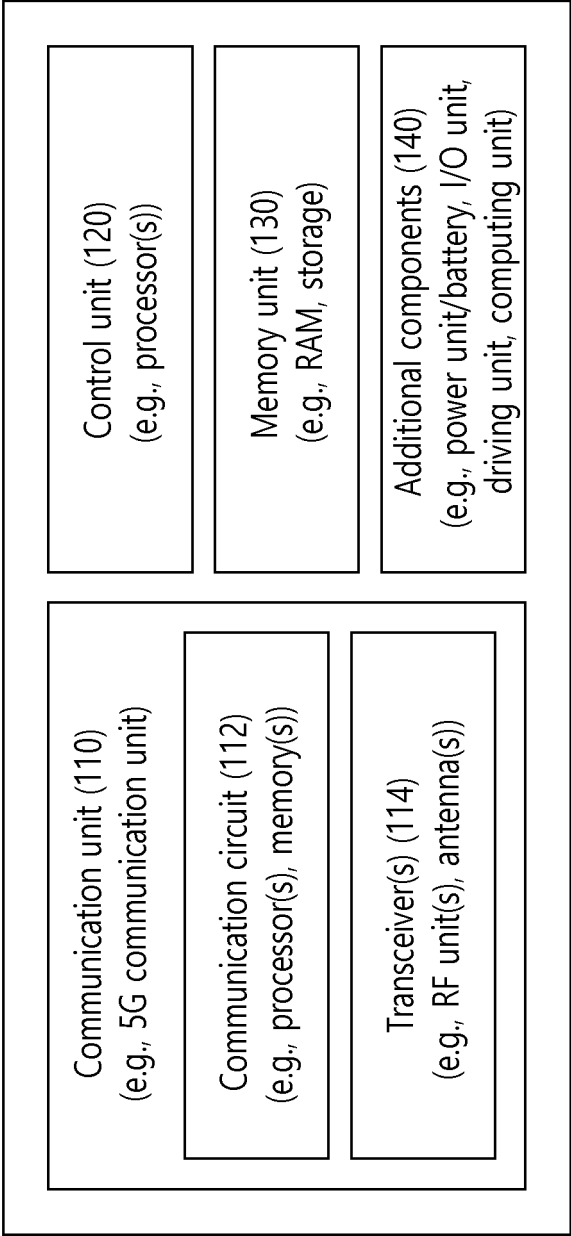 Communication unit (110)
(e.g., 5G communication unit)
Communication circuit (112)
(e.g., processor(s), memory(s))
Transceiver(s) (114)
(e.g., RF unit(s), antenna(s))
Control unit (120)
(e.g., processor(s))
Memory unit (130)
(e.g., RAM, storage)
Additional components (140)
(e.g., power unit/battery, I/O unit,
driving unit, computing unit)